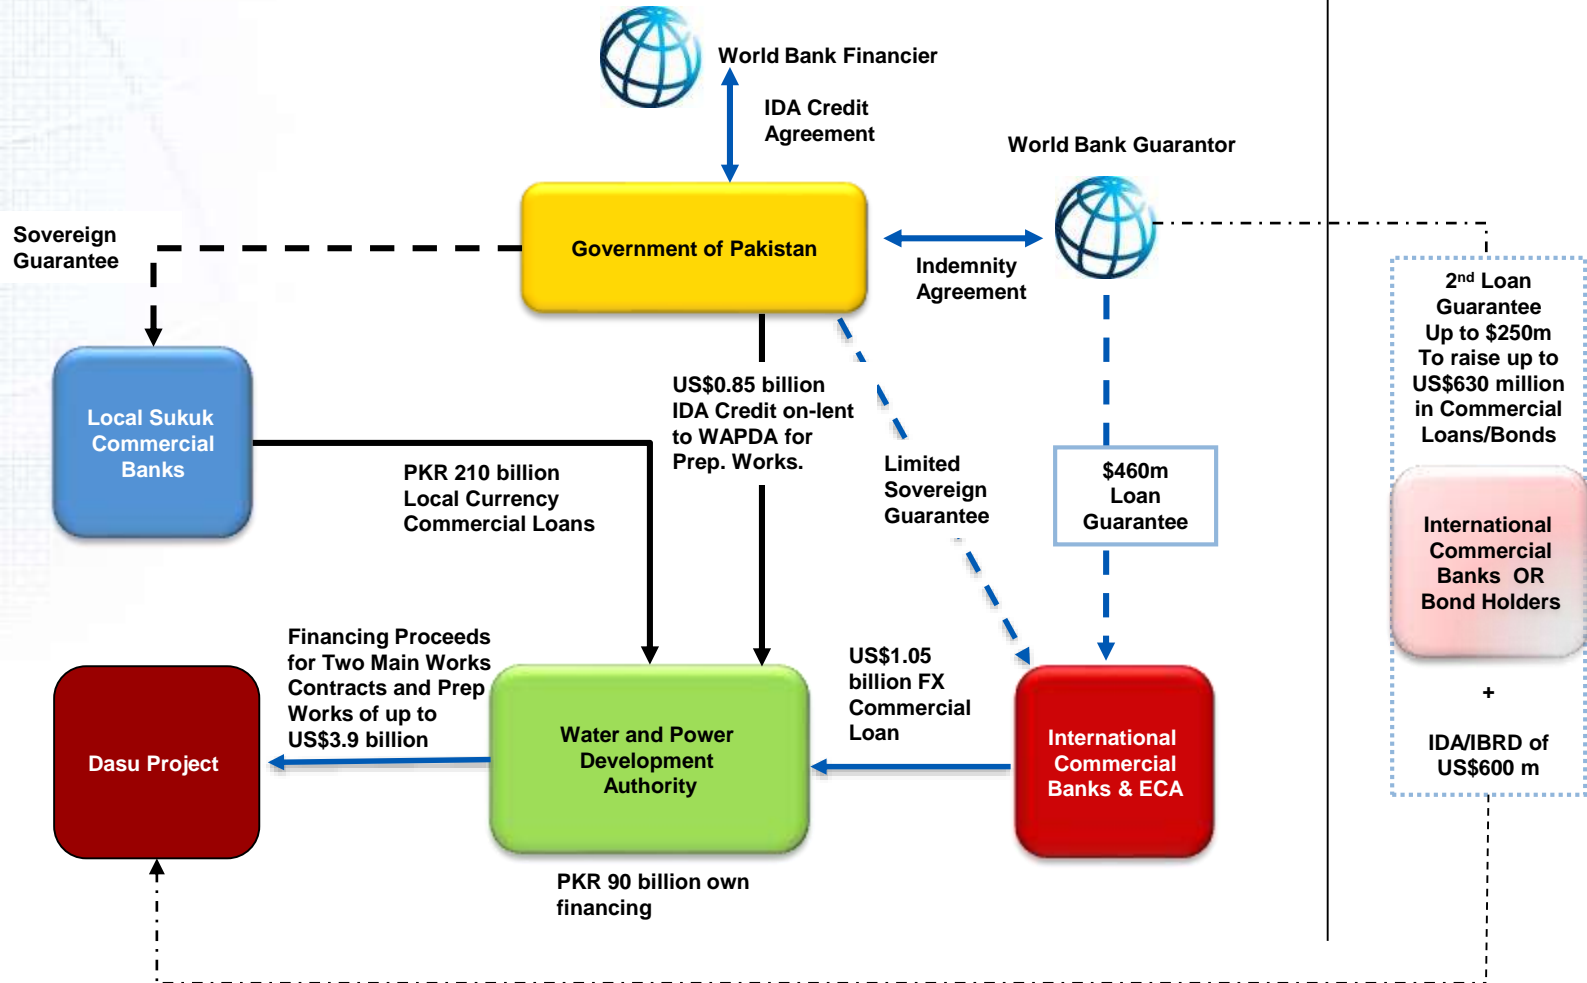 World Bank Financier
IDA Credit
Agreement
World Bank Guarantor
Sovereign
Guarantee
Government of Pakistan
Indemnity
Agreement
2nd Loan
Guarantee
Up to $250m
To raise up to
US$630 million
in Commercial
Loans/Bonds
Local Sukuk
Commercial
Banks
US$0.85 billion
IDA Credit on-lent
to WAPDA for
Prep. Works.
PKR 210 billion
Local Currency
Commercial Loans
Limited
Sovereign
Guarantee
$460m
Loan
Guarantee
International
Commercial
Banks OR
Bond Holders
Financing Proceeds
for Two Main Works
Contracts and Prep
Works of up to
US$3.9 billion
US$1.05
billion FX
Commercial
Loan
+
IDA/IBRD of
US$600 m
Dasu Project
Water and Power
Development
Authority
International
Commercial
Banks & ECA
PKR 90 billion own
financing